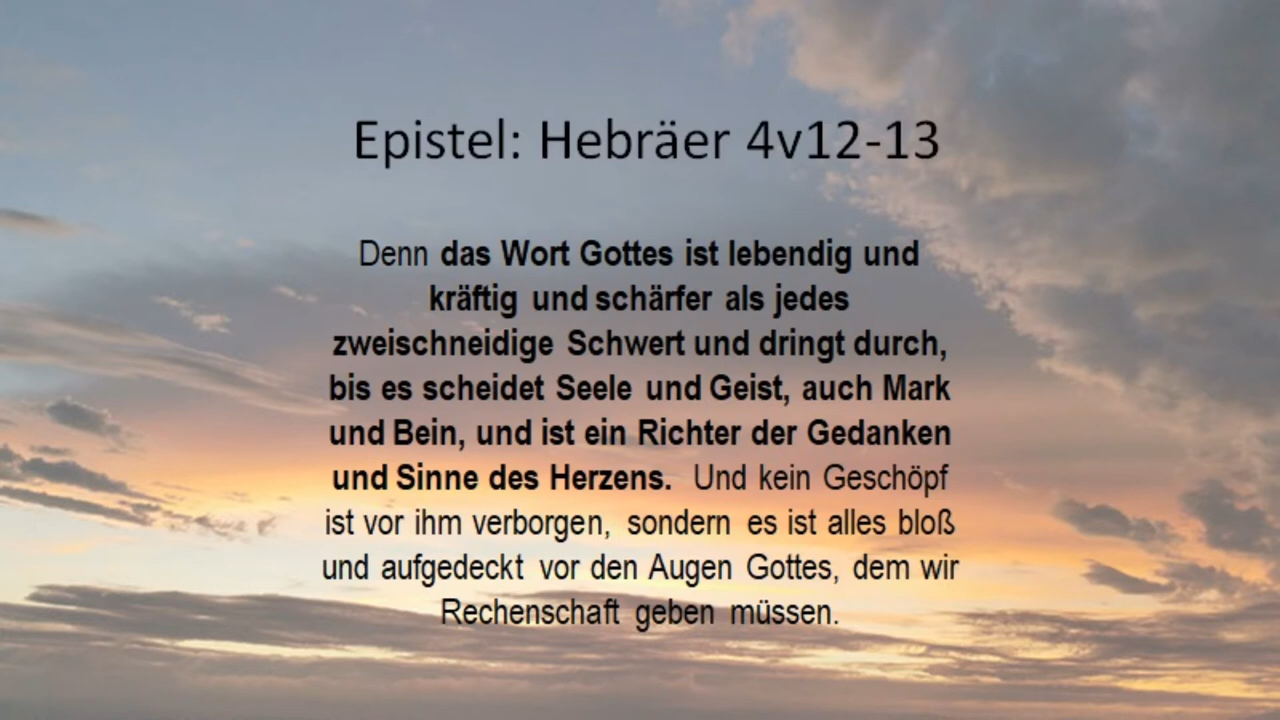 Epistel: Hebräer 4v12-13
Denn das Wort Gottes ist lebendig und
kräftig und schärfer als jedes
zweischneidige Schwert und dringt durch,
bis es scheidet Seele und Geist, auch Mark
und Bein, und ist ein Richter der Gedanken
und Sinne des Herzens. Und kein Geschöpf
ist vor ihm verborgen, sondern es ist alles bloß
und aufgedeckt vor den Augen Gottes, dem wir
Rechenschaft geben müssen.